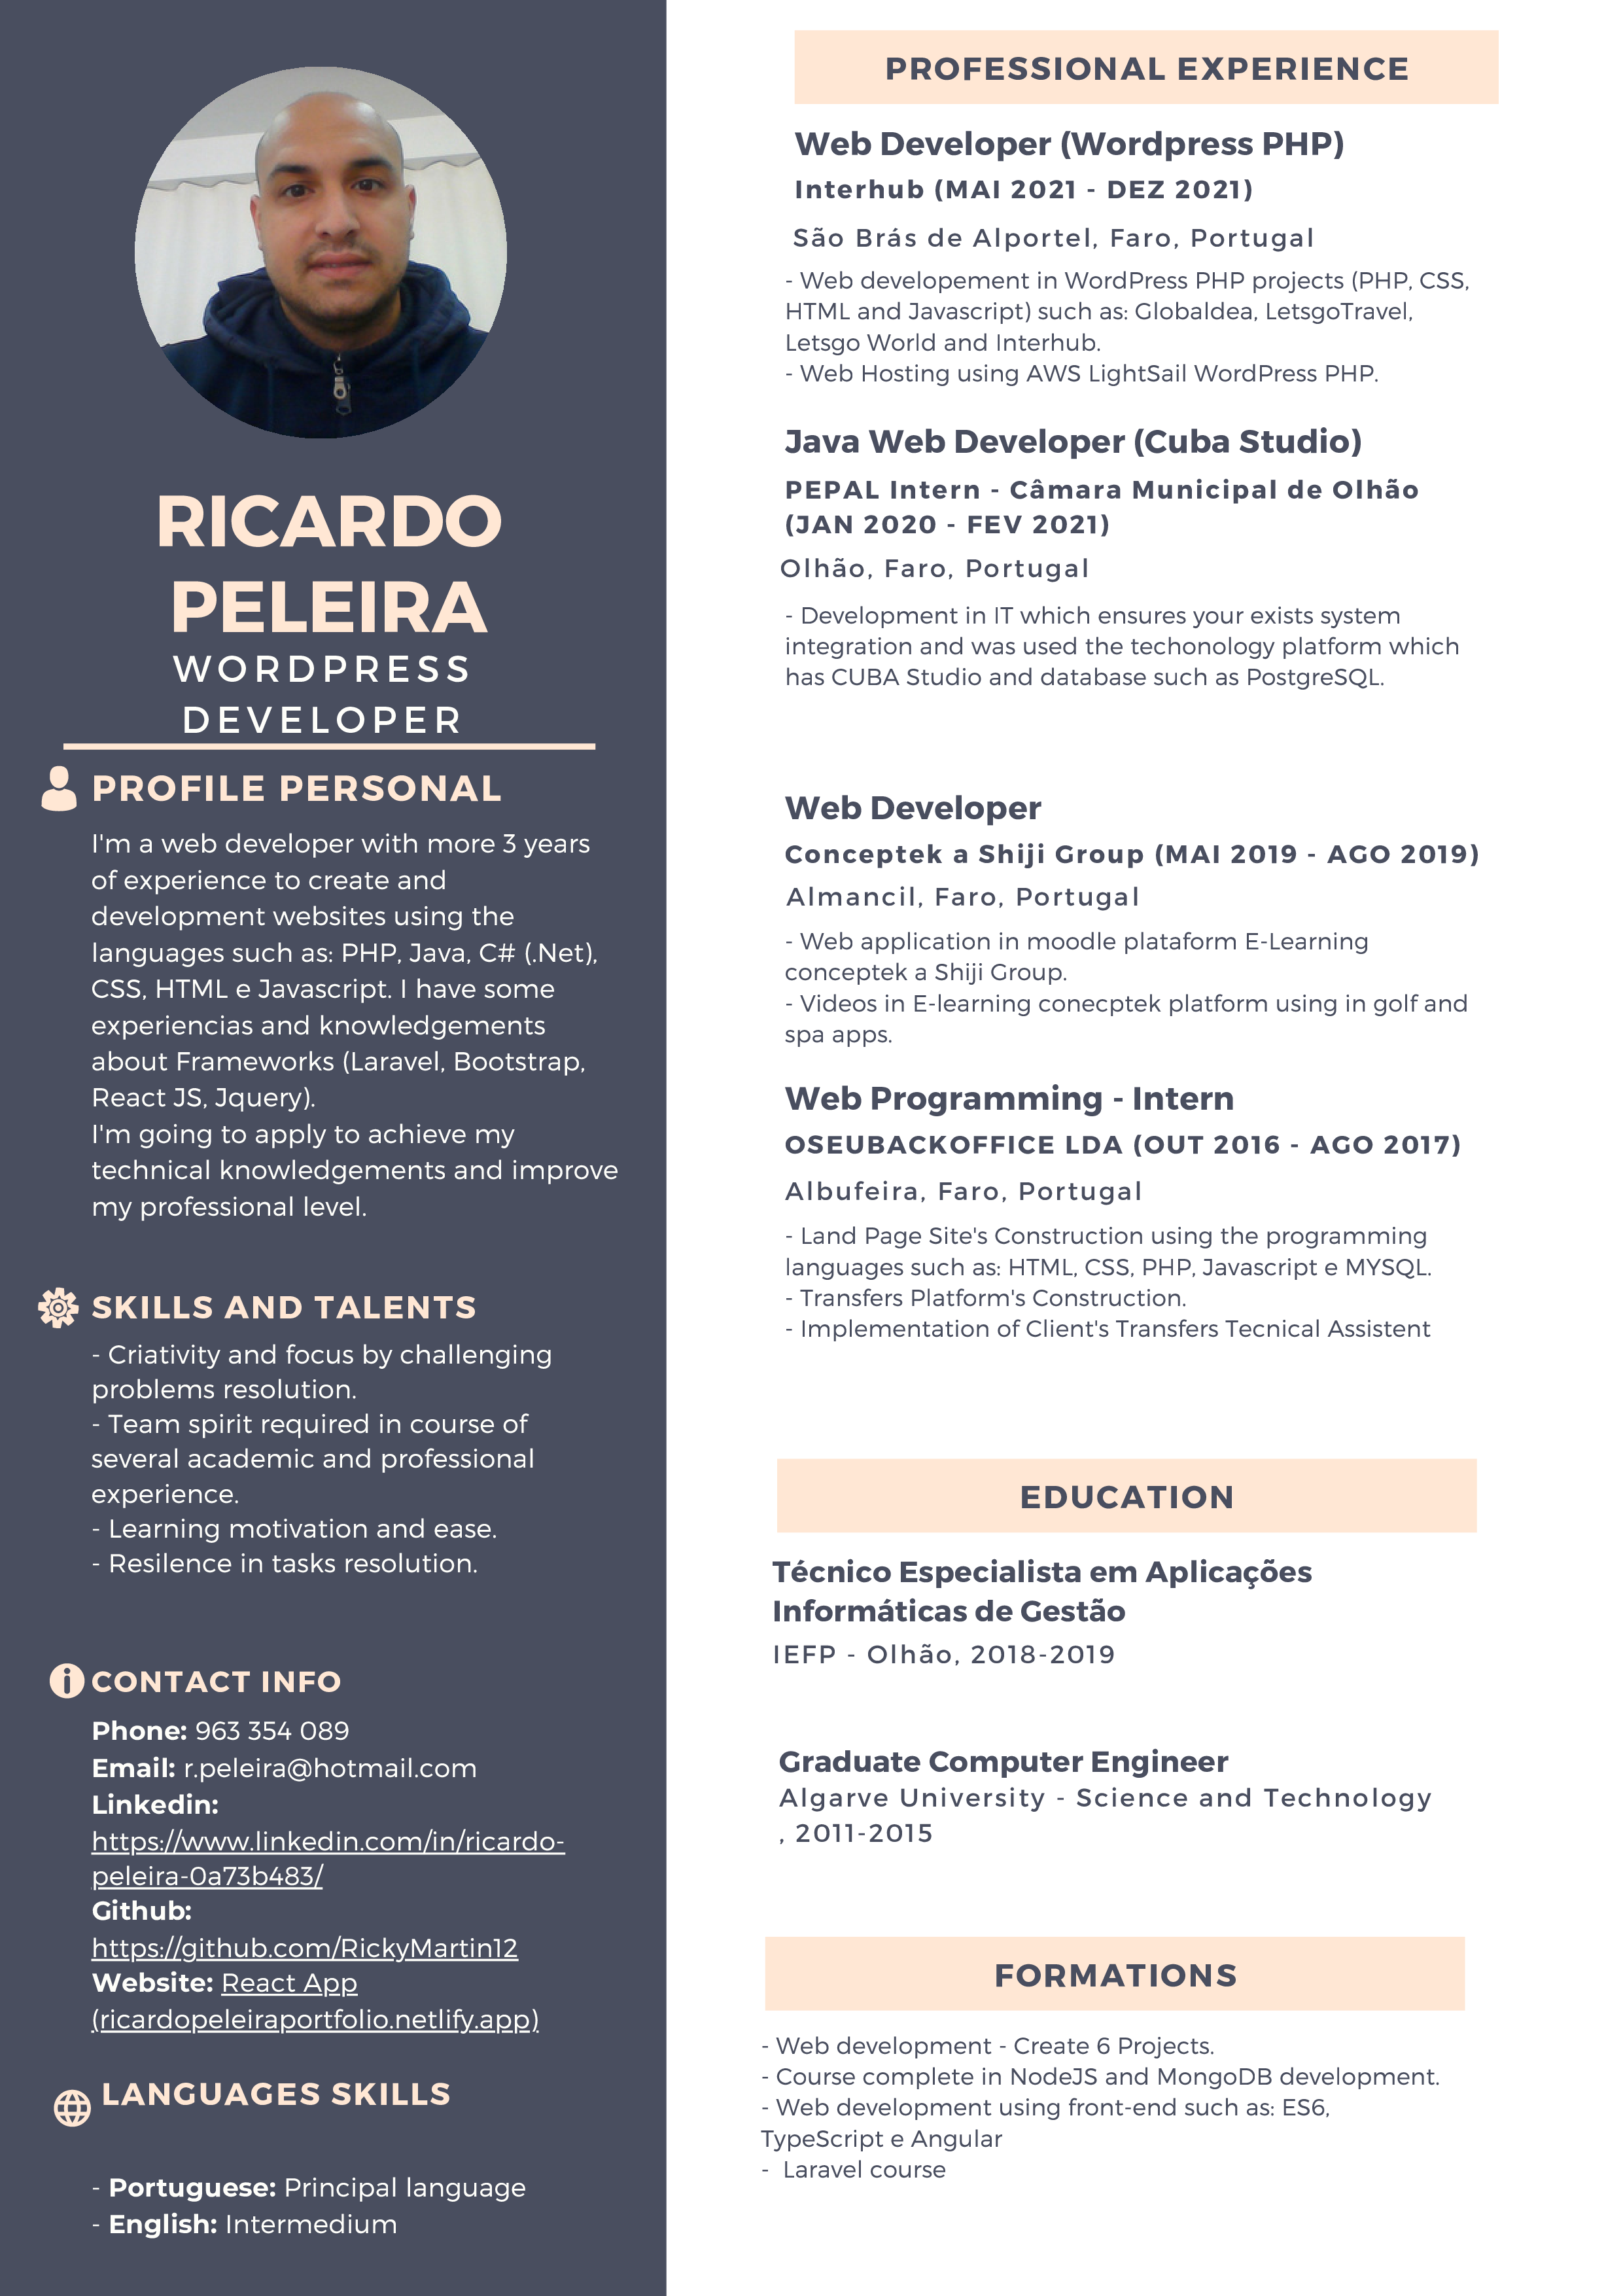 RICARDO
PELEIRA
WORDPRESS
DEVELOPER
PROFILE PERSONAL
I'm a web developer with more 3 years
of experience to create and
development websites using the
languages such as: PHP, Java, C# (.Net),
CSS, HTML e Javascript. I have some
experiencias and knowledgements
about Frameworks (Laravel, Bootstrap,
React JS, Jquery).
I'm going to apply to achieve my
technical knowledgements and improve
my professional level.
SKILLS AND TALENTS
- Criativity and focus by challenging
problems resolution.
- Team spirit required in course of
several academic and professional
experience.
- Learning motivation and ease.
- Resilence in tasks resolution.
CONTACT INFO
Phone: 963 354 089
Email: r.peleira@hotmail.com
Linkedin:
https://www.linkedin.com/in/ricardo-
peleira-0a73b483/
Github:
https://github.com/RickyMartin12
Website: React App
(ricardopeleiraportfolio.netlify.app)
LANGUAGES SKILLS
- Portuguese: Principal language
- English: Intermedium
PROFESSIONAL EXPERIENCE
Web Developer (Wordpress PHP)
Interhub (MAI 2021 - DEZ 2021)
São Brás de Alportel, Faro, Portugal
- Web developement in WordPress PHP projects (PHP, CSS,
HTML and Javascript) such as: Globaldea, LetsgoTravel,
Letsgo World and Interhub.
- Web Hosting using AWS LightSail WordPress PHP.
Java Web Developer (Cuba Studio)
PEPAL Intern - Câmara Municipal de Olhão
(JAN 2020 - FEV 2021)
Olhão, Faro, Portugal
- Development in IT which ensures your exists system
integration and was used the techonology platform which
has CUBA Studio and database such as PostgreSQL.
Web Developer
Conceptek a Shiji Group (MAI 2019 - AGO 2019)
Almancil, Faro, Portugal
- Web application in moodle plataform E-Learning
conceptek a Shiji Group.
- Videos in E-learning conecptek platform using in golf and
spa apps.
Web Programming - Intern
OSEUBACKOFFICE LDA (OUT 2016 - AGO 2017)
Albufeira, Faro, Portugal
- Land Page Site's Construction using the programming
languages such as: HTML, CSS, PHP, Javascript e MYSQL.
- Transfers Platform's Construction.
- Implementation of Client's Transfers Tecnical Assistent
EDUCATION
Técnico Especialista em Aplicações
Informáticas de Gestão
IEFP - Olhão, 2018-2019
Graduate Computer Engineer
Algarve University - Science and Technology
, 2011-2015
FORMATIONS
- Web development - Create 6 Projects.
- Course complete in NodeJS and MongoDB development.
- Web development using front-end such as: ES6,
TypeScript e Angular
- Laravel course